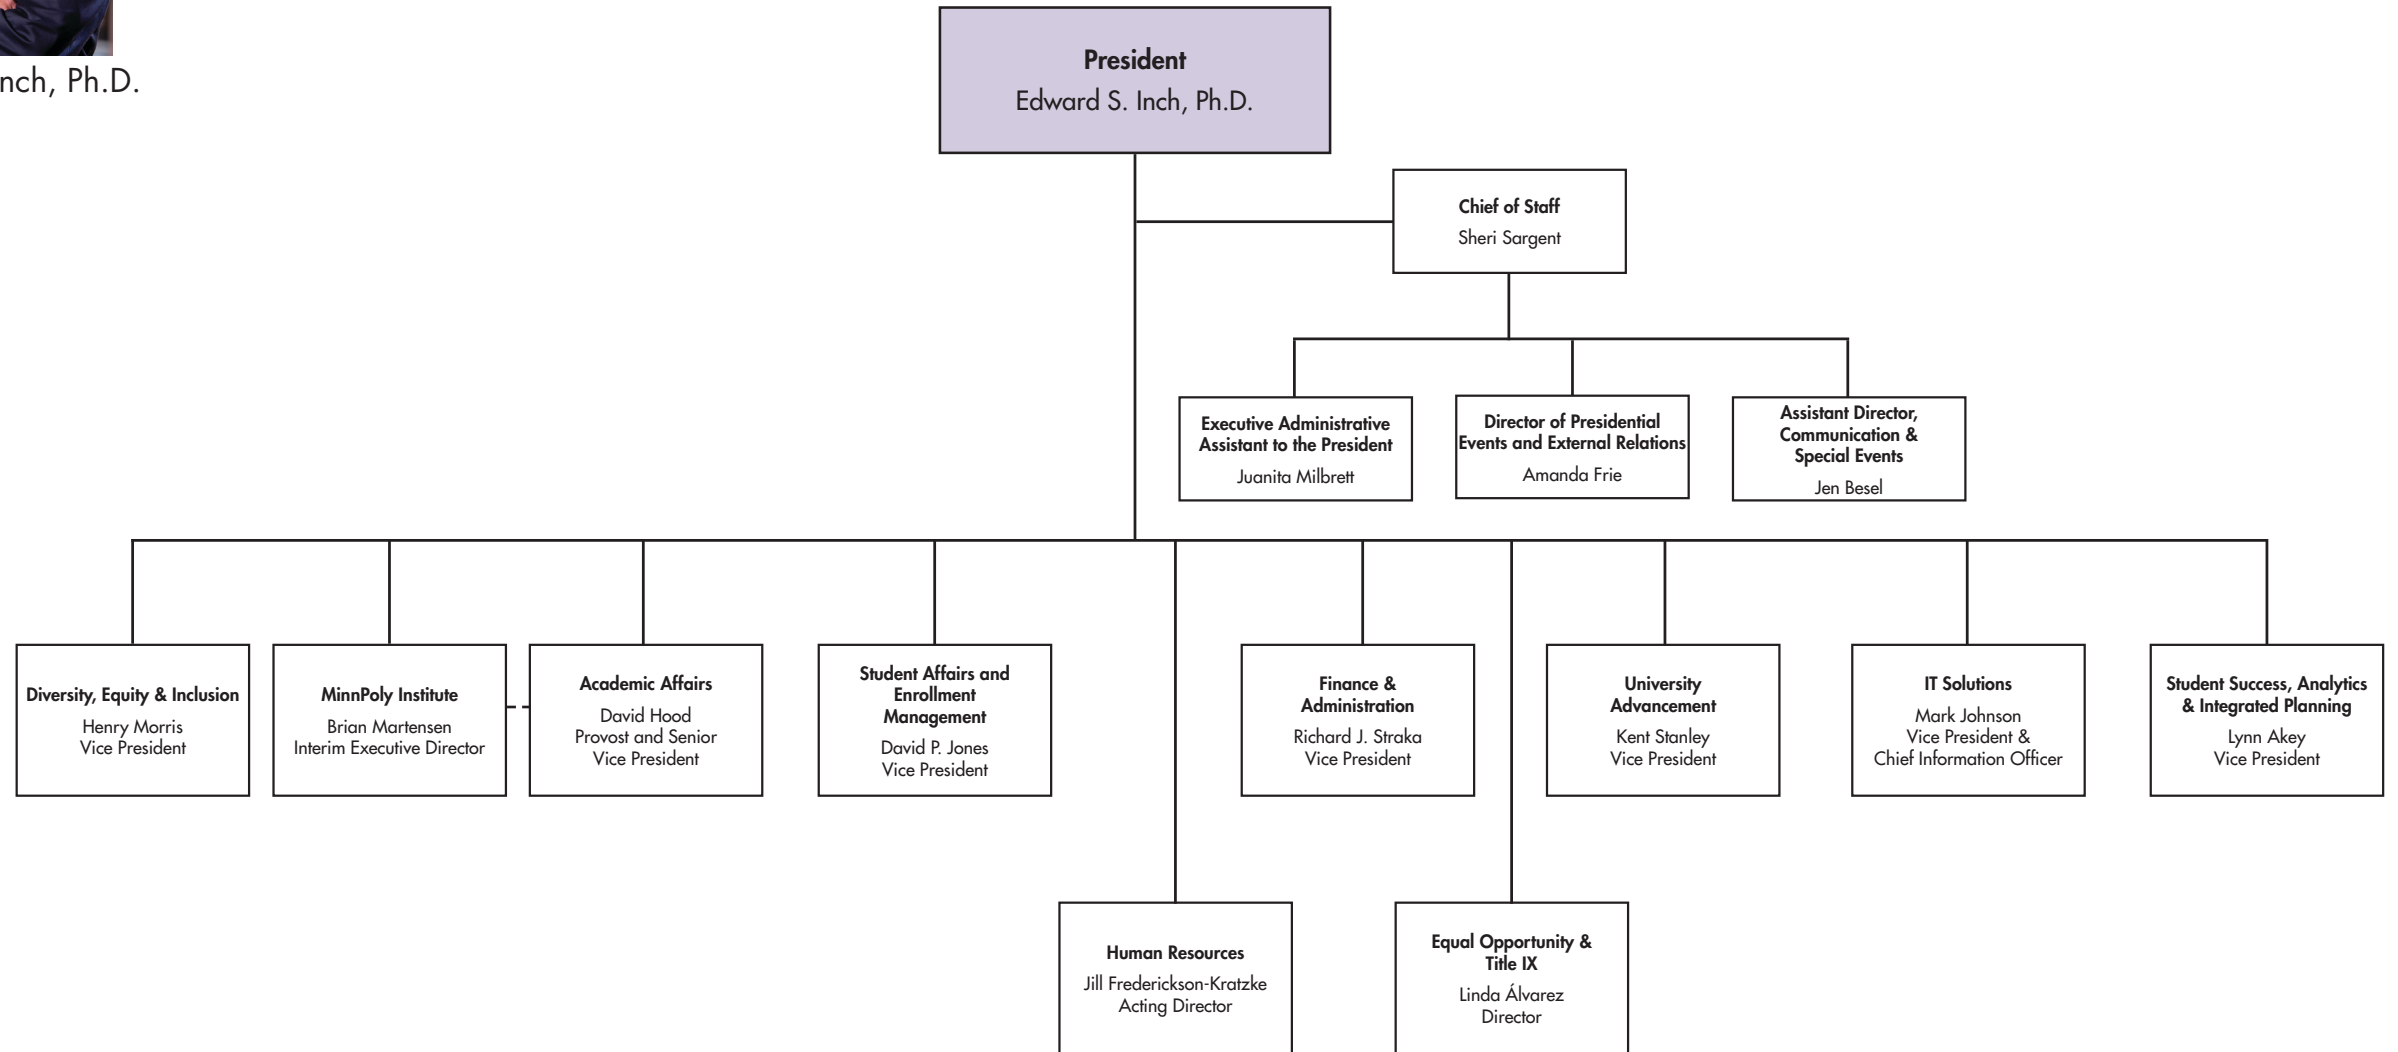 nch, Ph.D.
President
Edward S. Inch, Ph.D.
Chief of Staff
Sheri Sargent
Executive Administrative
Assistant to the President
Juanita Milbrett
Director of Presidential
Events and External Relations
Amanda Frie
Assistant Director,
Communication &
Special Events
Jen Besel
Diversity, Equity & Inclusion
Henry Morris
Vice President
MinnPoly Institute
Brian Martensen
Interim Executive Director
Academic Affairs
David Hood
Provost and Senior
Vice President
Student Affairs and
Enrollment
Management
David P. Jones
Vice President
Finance &
Administration
Richard J. Straka
Vice President
University
Advancement
Kent Stanley
Vice President
IT Solutions
Mark Johnson
Vice President &
Chief Information Officer
Student Success, Analytics
& Integrated Planning
Lynn Akey
Vice President
Human Resources
Jill Frederickson-Kratzke
Acting Director
Equal Opportunity &
Title IX
Linda Álvarez
Director